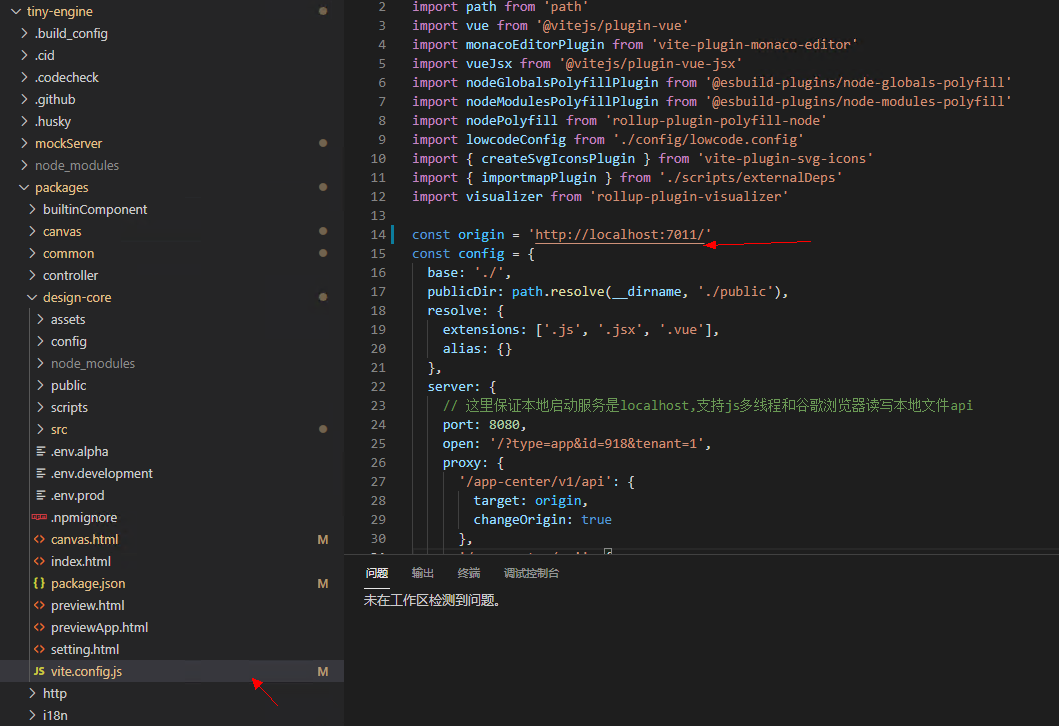 tiny-engine
.build_config
.cid
.codecheck
.github
.husky
mockServer
node_modules
packages
builtinComponent
canvas
common
controller
design-core
assets
config
node_modules
public
scripts
src
.env.alpha
.env.development
.env.prod
.npmignore
canvas.html M
index.html
package.json M
preview.html
previewApp.html
setting.html
JS vite.config.js M
http
i18n
2 import path from 'path'
3 import vue from '@vitejs/plugin-vue'
4 import monacoEditorPlugin from 'vite-plugin-monaco-editor'
5 import vueJsx from '@vitejs/plugin-vue-jsx'
6 import nodeGlobalsPolyfillPlugin from '@esbuild-plugins/node-globals-polyfill'
7 import nodeModulesPolyfillPlugin from '@esbuild-plugins/node-modules-polyfill'
8 import nodePolyfill from 'rollup-plugin-polyfill-node'
9 import lowcodeConfig from './config/lowcode.config'
10 import { createSvgIconsPlugin } from 'vite-plugin-svg-icons'
11 import { importmapPlugin } from './scripts/externalDeps'
12 import visualizer from 'rollup-plugin-visualizer'
13
14 const origin = 'http://localhost:7011/'
15 const config = {
16 base: './',
17 publicDir: path.resolve(__dirname, './public'),
18 resolve: {
19 extensions: ['.js', '.jsx', '.vue'],
20 alias: {}
21 },
22 server: {
23 // 这里保证本地启动服务是localhost,支持js多线程和谷歌浏览器读写本地文件api
24 port: 8080,
25 open: '/?type=app&id=918&tenant=1',
26 proxy: {
27 '/app-center/v1/api': {
28 target: origin,
29 changeOrigin: true
30 },
问题 输出 终端 调试控制台
未在工作区检测到问题。